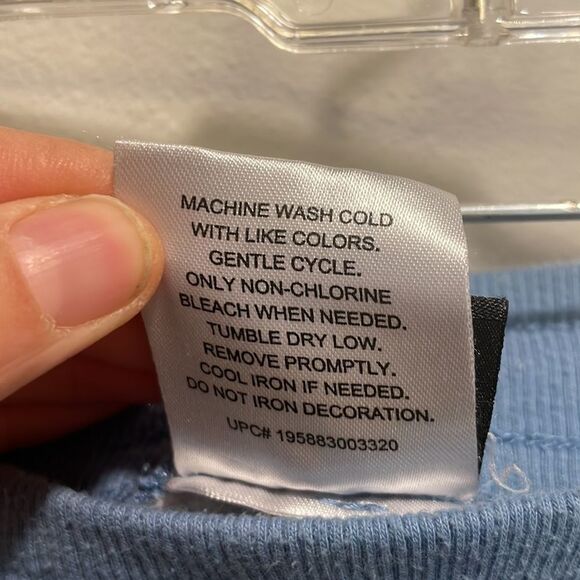 MACHINE WASH COLD
WITH LIKE COLORS.
GENTLE CYCLE.
ONLY NON-CHLORINE
BLEACH WHEN NEEDED.
TUMBLE DRY LOW.
REMOVE PROMPTLY.
COOL IRON IF NEEDED.
DO NOT IRON DECORATION.
UPC# 195883003320